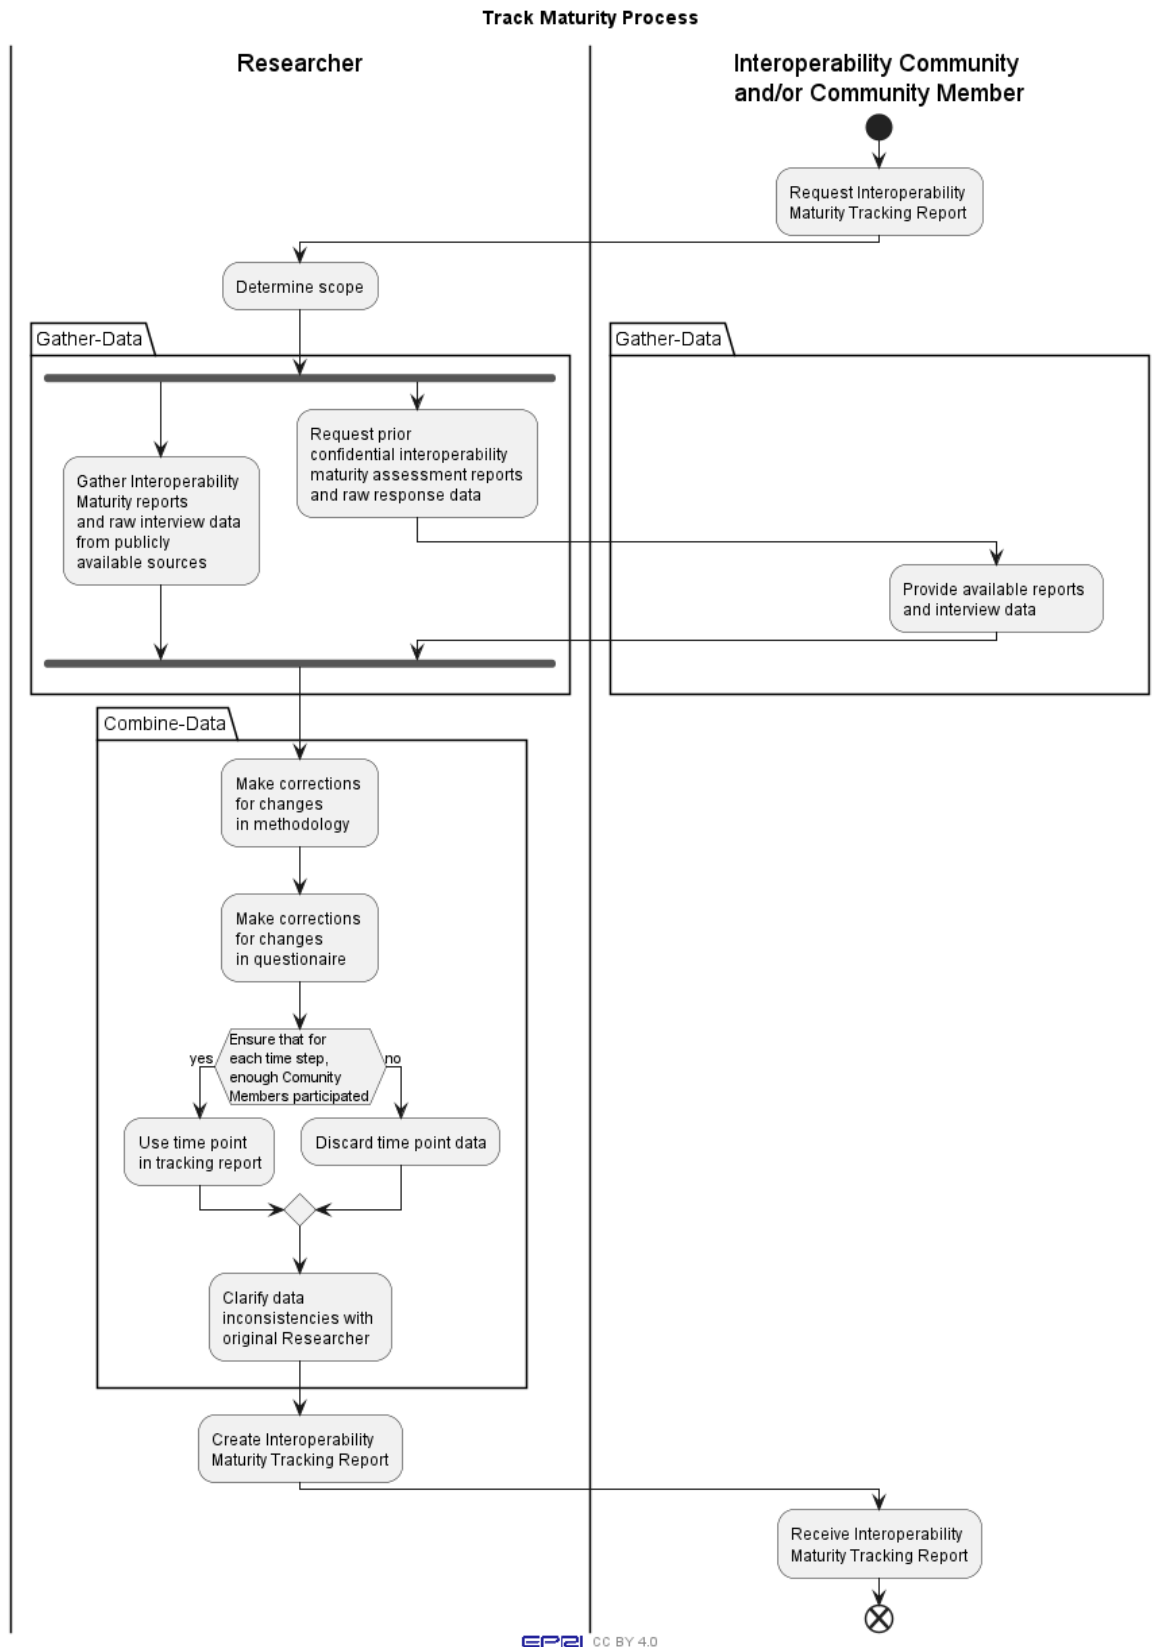 Track Maturity Process
Researcher
Interoperability Community
and/or Community Member
Request Interoperability
Maturity Tracking Report
Determine scope
Gather-Data
Gather-Data
Request prior
confidential interoperability
maturity assessment reports
and raw response data
Gather Interoperability
Maturity reports
and raw interview data
from publicly
available sources
Provide available reports
and interview data
Combine-Data
Make corrections
for changes
in methodology
Make corrections
for changes
in questionaire
Ensure that for
each time step,
enough Comunity
Members participated
yes
no
Use time point
in tracking report
Discard time point data
Clarify data
inconsistencies with
original Researcher
Create Interoperability
Maturity Tracking Report
Receive Interoperability
Maturity Tracking Report
EPRI CC BY 4.0